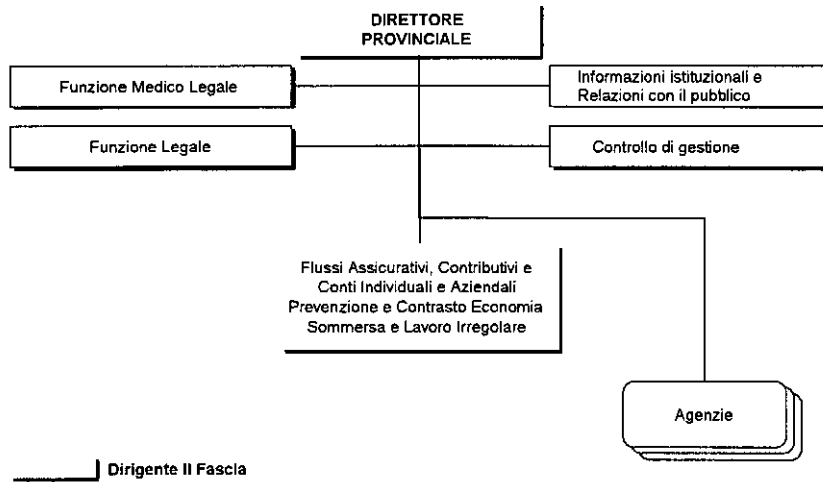 DIRETTORE
PROVINCIALE
Funzione Medico Legale
Informazioni istituzionali e
Relazioni con il pubblico
Funzione Legale
Controllo di gestione
Flussi Assicurativi, Contributivi e
Conti Individuali e Aziendali
Prevenzione e Contrasto Economia
Sommersa e Lavoro Irregolare
Agenzie
Dirigente II Fascia